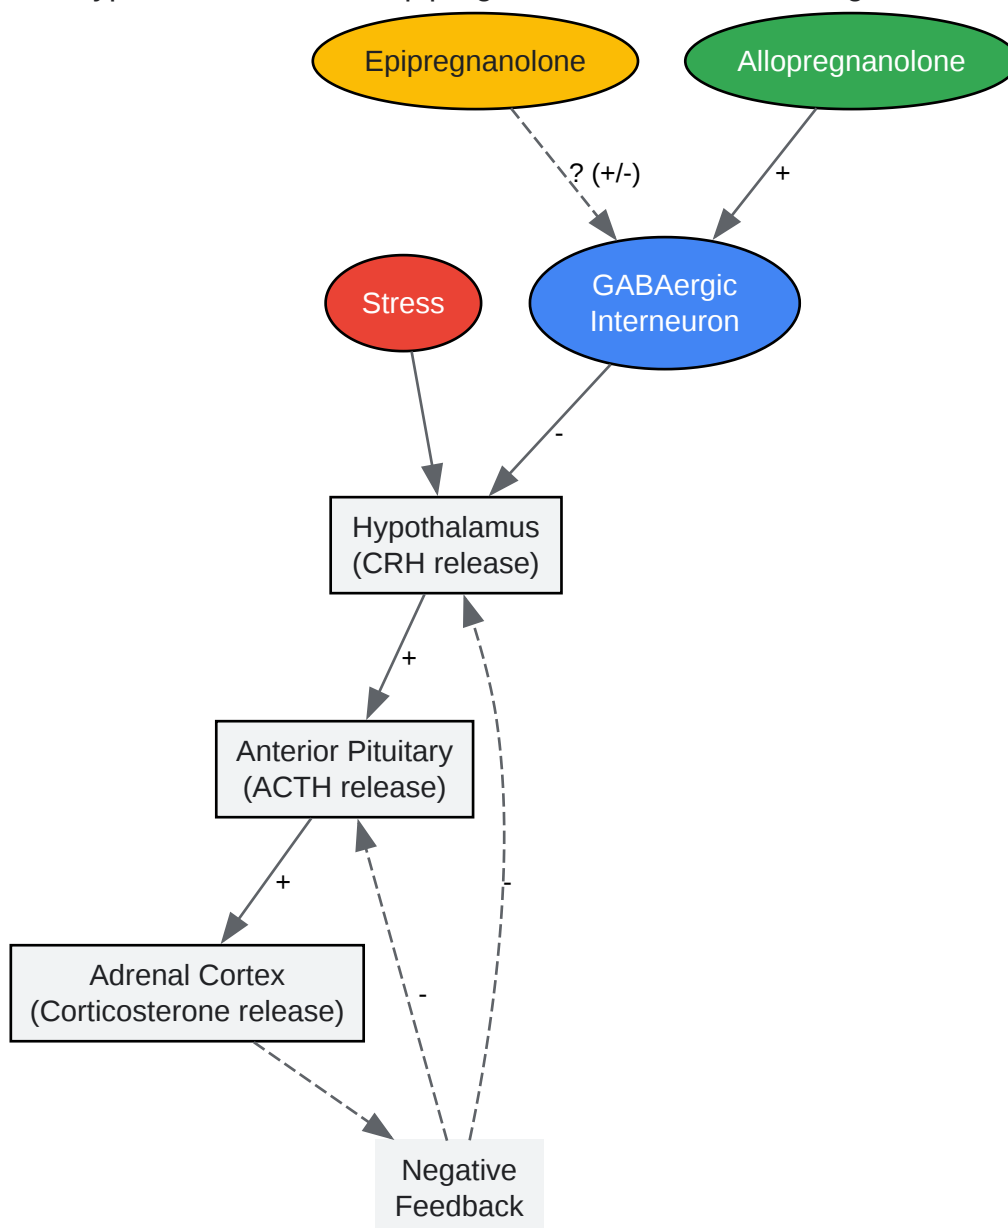 Epipregnanolone
Allopregnanolone
? (+/-)
+
Stress
GABAergic
Interneuron
-
Hypothalamus
(CRH release)
+
Anterior Pituitary
(ACTH release)
+
-
Adrenal Cortex
(Corticosterone release)
-
Negative
Feedback